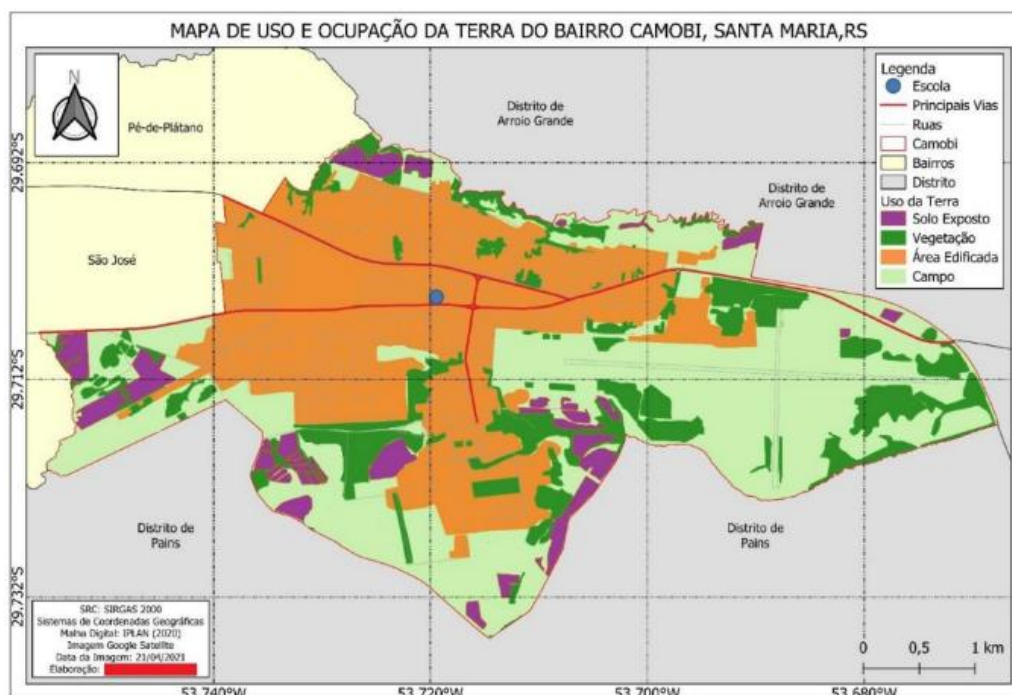 MAPA DE USO E OCUPAÇÃO DA TERRA DO BAIRRO CAMOBI, SANTA MARIA,RS
N
Pé-de-Plátano
Distrito de
Arroio Grande
Distrito de
Arroio Grande
São José
Distrito de
Pains
Distrito de
Pains
Legenda
Escola
Principais Vias
Ruas
Camobi
Bairros
Distrito
Uso da Terra
Solo Exposto
Vegetação
Área Edificada
Campo
29.692°S
29.712°S
29.732°S
SRC: SIRGAS 2000
Sistemas de Coordenadas Geográficas
Malha Digital: IPLAN (2020)
Imagem Google Satellite
Data da Imagem: 21/04/2021
Elaboração:
0 0,5 1 km
53.740°W 53.720°W 53.700°W 53.680°W